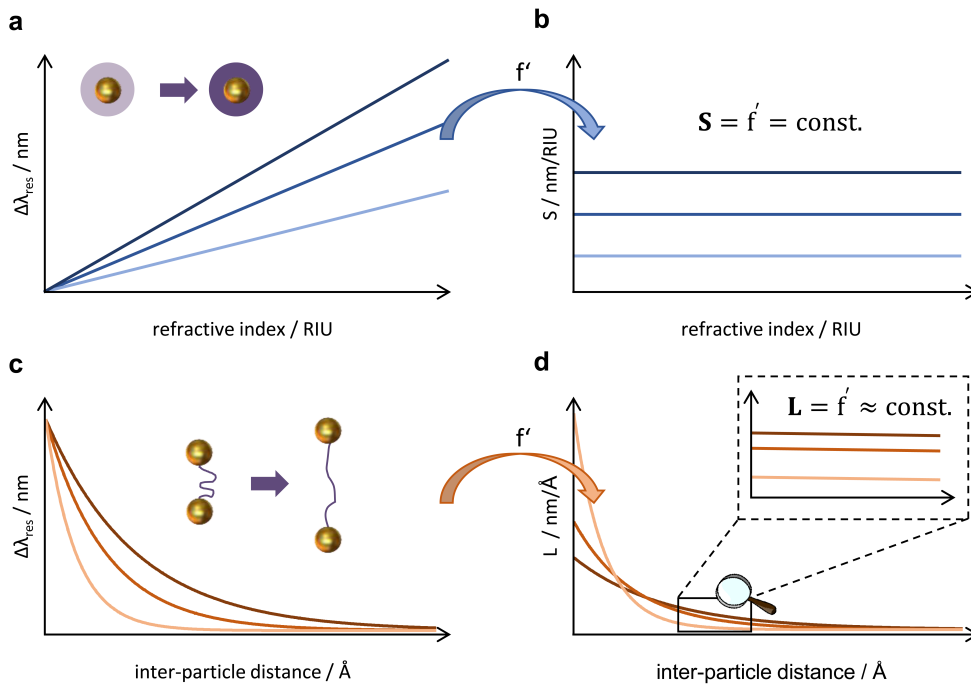 a
Δλres / nm
refractive index / RIU
f‘
b
S / nm/RIU
S = f' = const.
refractive index / RIU
c
Δλres / nm
inter-particle distance / Å
f‘
d
L / nm/Å
L = f' ≈ const.
inter-particle distance / Å